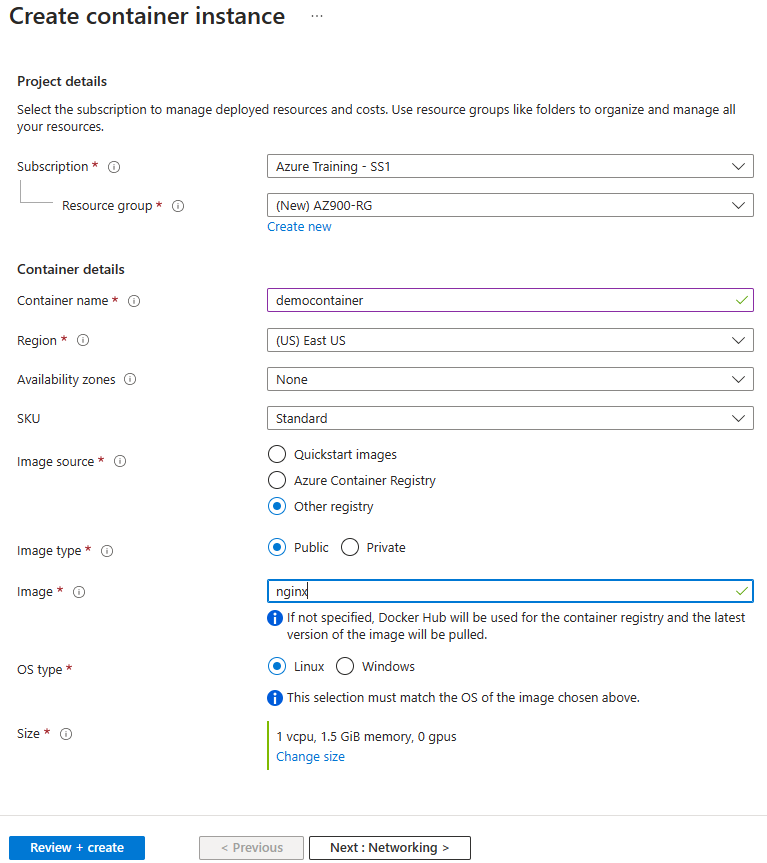 Create container instance ...
Project details
Select the subscription to manage deployed resources and costs. Use resource groups like folders to organize and manage all
your resources.
Subscription * Azure Training - SS1
Resource group * (New) AZ900-RG
Create new
Container details
Container name * democontainer
Region * (US) East US
Availability zones None
SKU Standard
Image source * Quickstart images
Azure Container Registry
Other registry
Image type * Public Private
Image * nginx
If not specified, Docker Hub will be used for the container registry and the latest
version of the image will be pulled.
OS type * Linux Windows
This selection must match the OS of the image chosen above.
Size * 1 vcpu, 1.5 GiB memory, 0 gpus
Change size
Review + create < Previous Next : Networking >